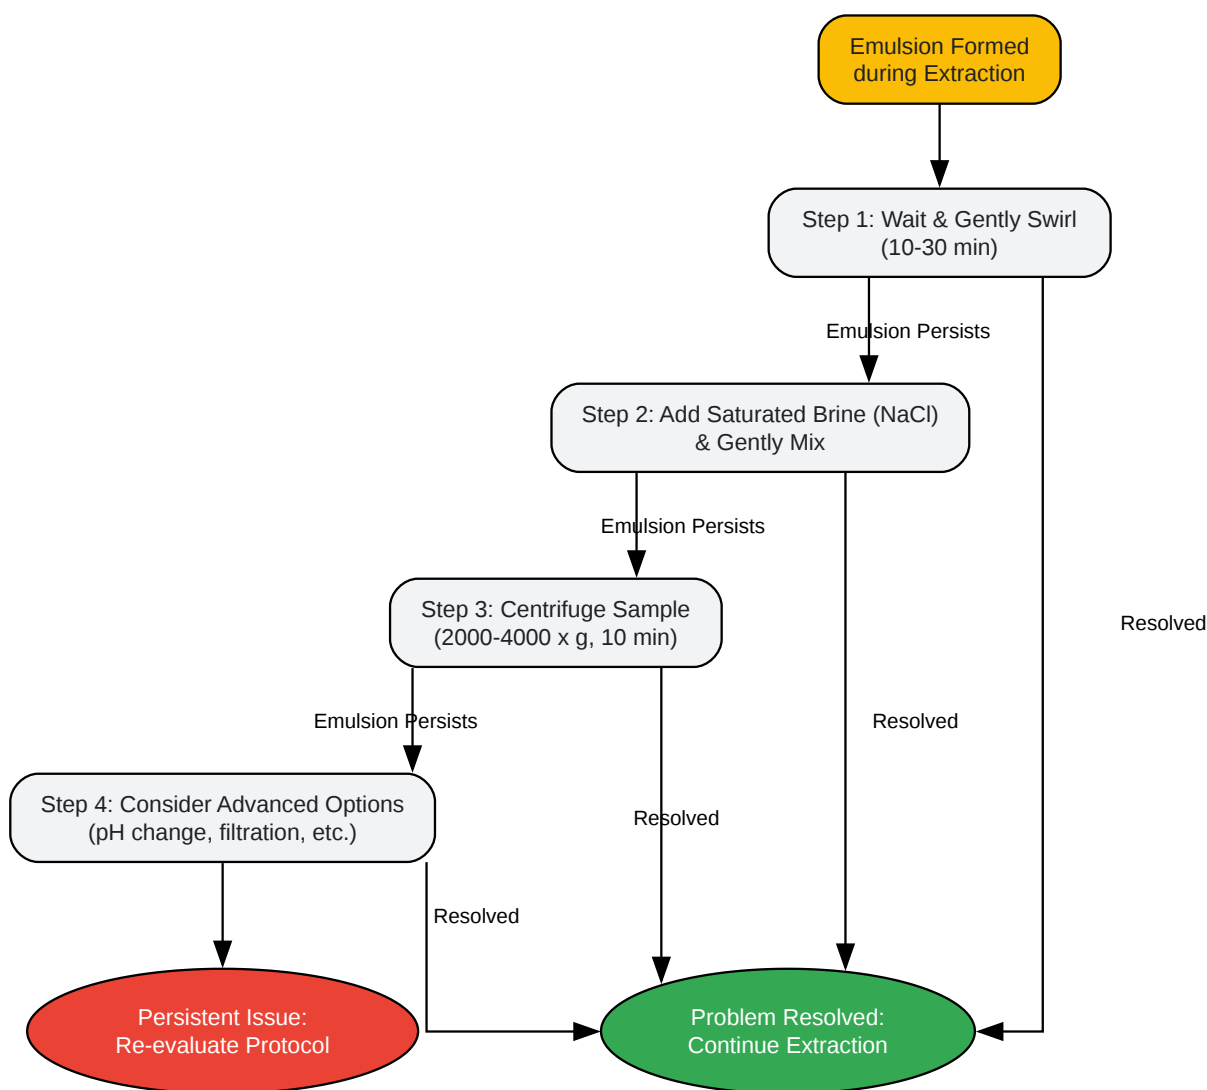 Emulsion Formed
during Extraction
Step 1: Wait & Gently Swirl
(10-30 min)
Emulsion Persists
Step 2: Add Saturated Brine (NaCl)
& Gently Mix
Emulsion Persists
Step 3: Centrifuge Sample
(2000-4000 x g, 10 min)
Resolved
Emulsion Persists
Resolved
Step 4: Consider Advanced Options
(pH change, filtration, etc.)
Resolved
Resolved
Persistent Issue:
Re-evaluate Protocol
Problem Resolved:
Continue Extraction